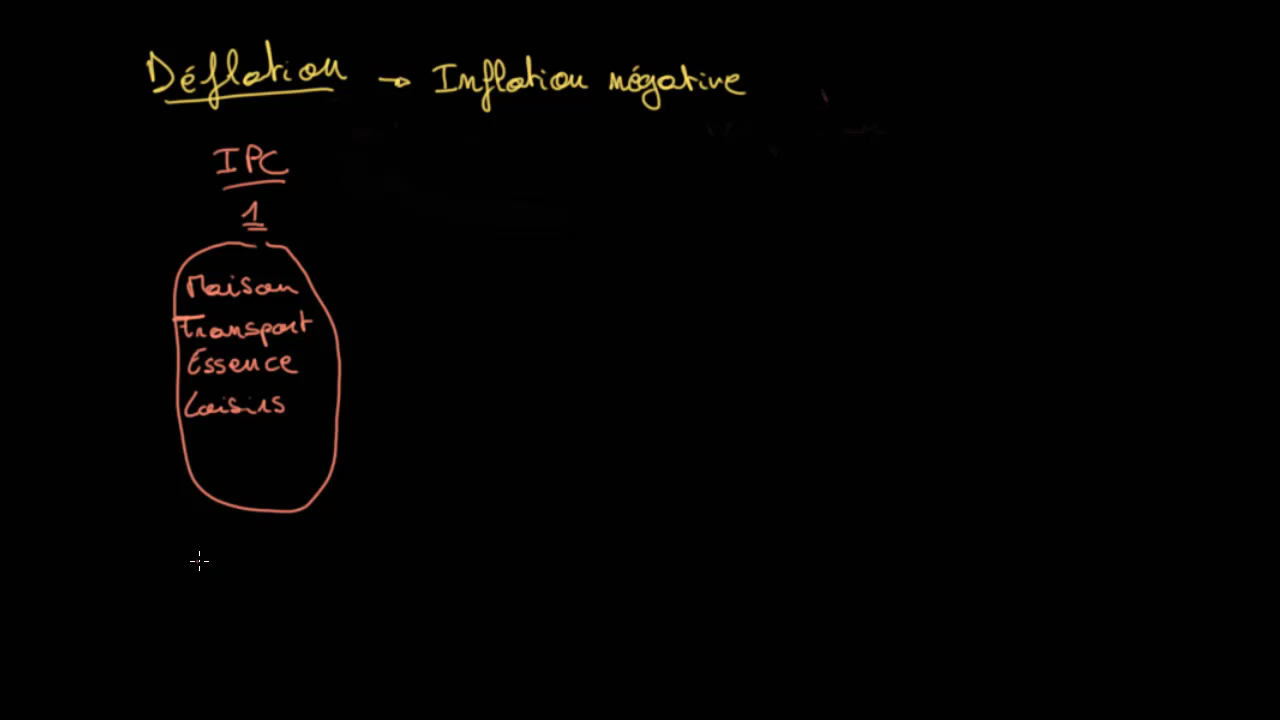 Déflation → Inflation négative
IPC
1
Maison
Transport
Essence
Loisirs